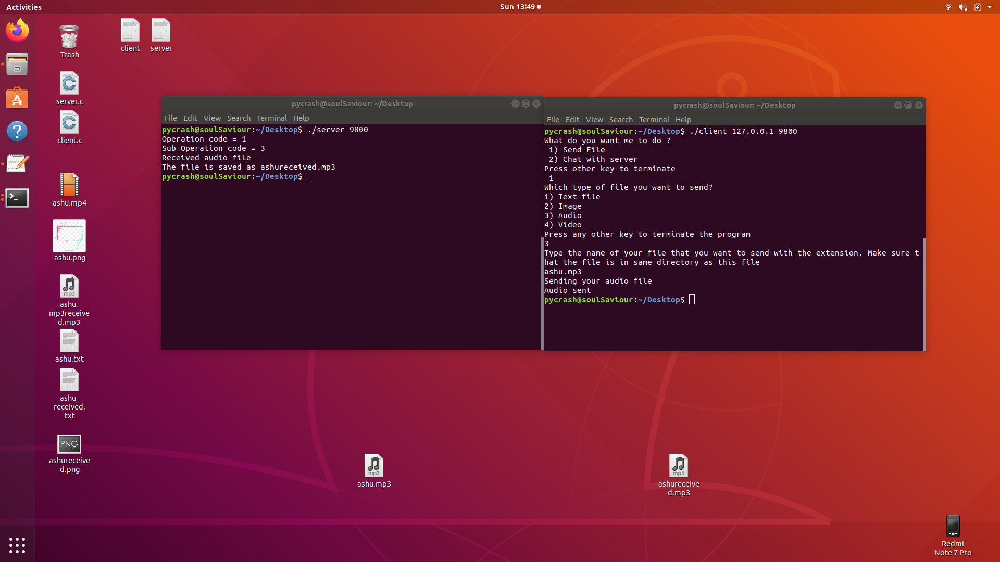 Activities
Sun 13:49
Trash
client
server
server.c
client.c
ashu.mp4
ashu.png
mp3
ashu.
mp3receive
d.mp3
ashu.txt
ashu_
received.
txt
PNG
ashureceive
d.png
pycrash@soulSaviour: ~/Desktop
File Edit View Search Terminal Help
pycrash@soulSaviour:~/Desktop$ ./server 9800
Operation code = 1
Sub Operation code = 3
Received audio file
The file is saved as ashureceived.mp3
pycrash@soulSaviour:~/Desktop$
pycrash@soulSaviour: ~/Desktop
File Edit View Search Terminal Help
pycrash@soulSaviour:~/Desktop$ ./client 127.0.0.1 9800
What do you want me to do ?
1) Send File
2) Chat with server
Press other key to terminate
1
Which type of file you want to send?
1) Text file
2) Image
3) Audio
4) Video
Press any other key to terminate the program
3
Type the name of your file that you want to send with the extension. Make sure t
hat the file is in same directory as this file
ashu.mp3
Sending your audio file
Audio sent
pycrash@soulSaviour:~/Desktop$
mp3
ashu.mp3
mp3
ashureceive
d.mp3
Redmi
Note 7 Pro